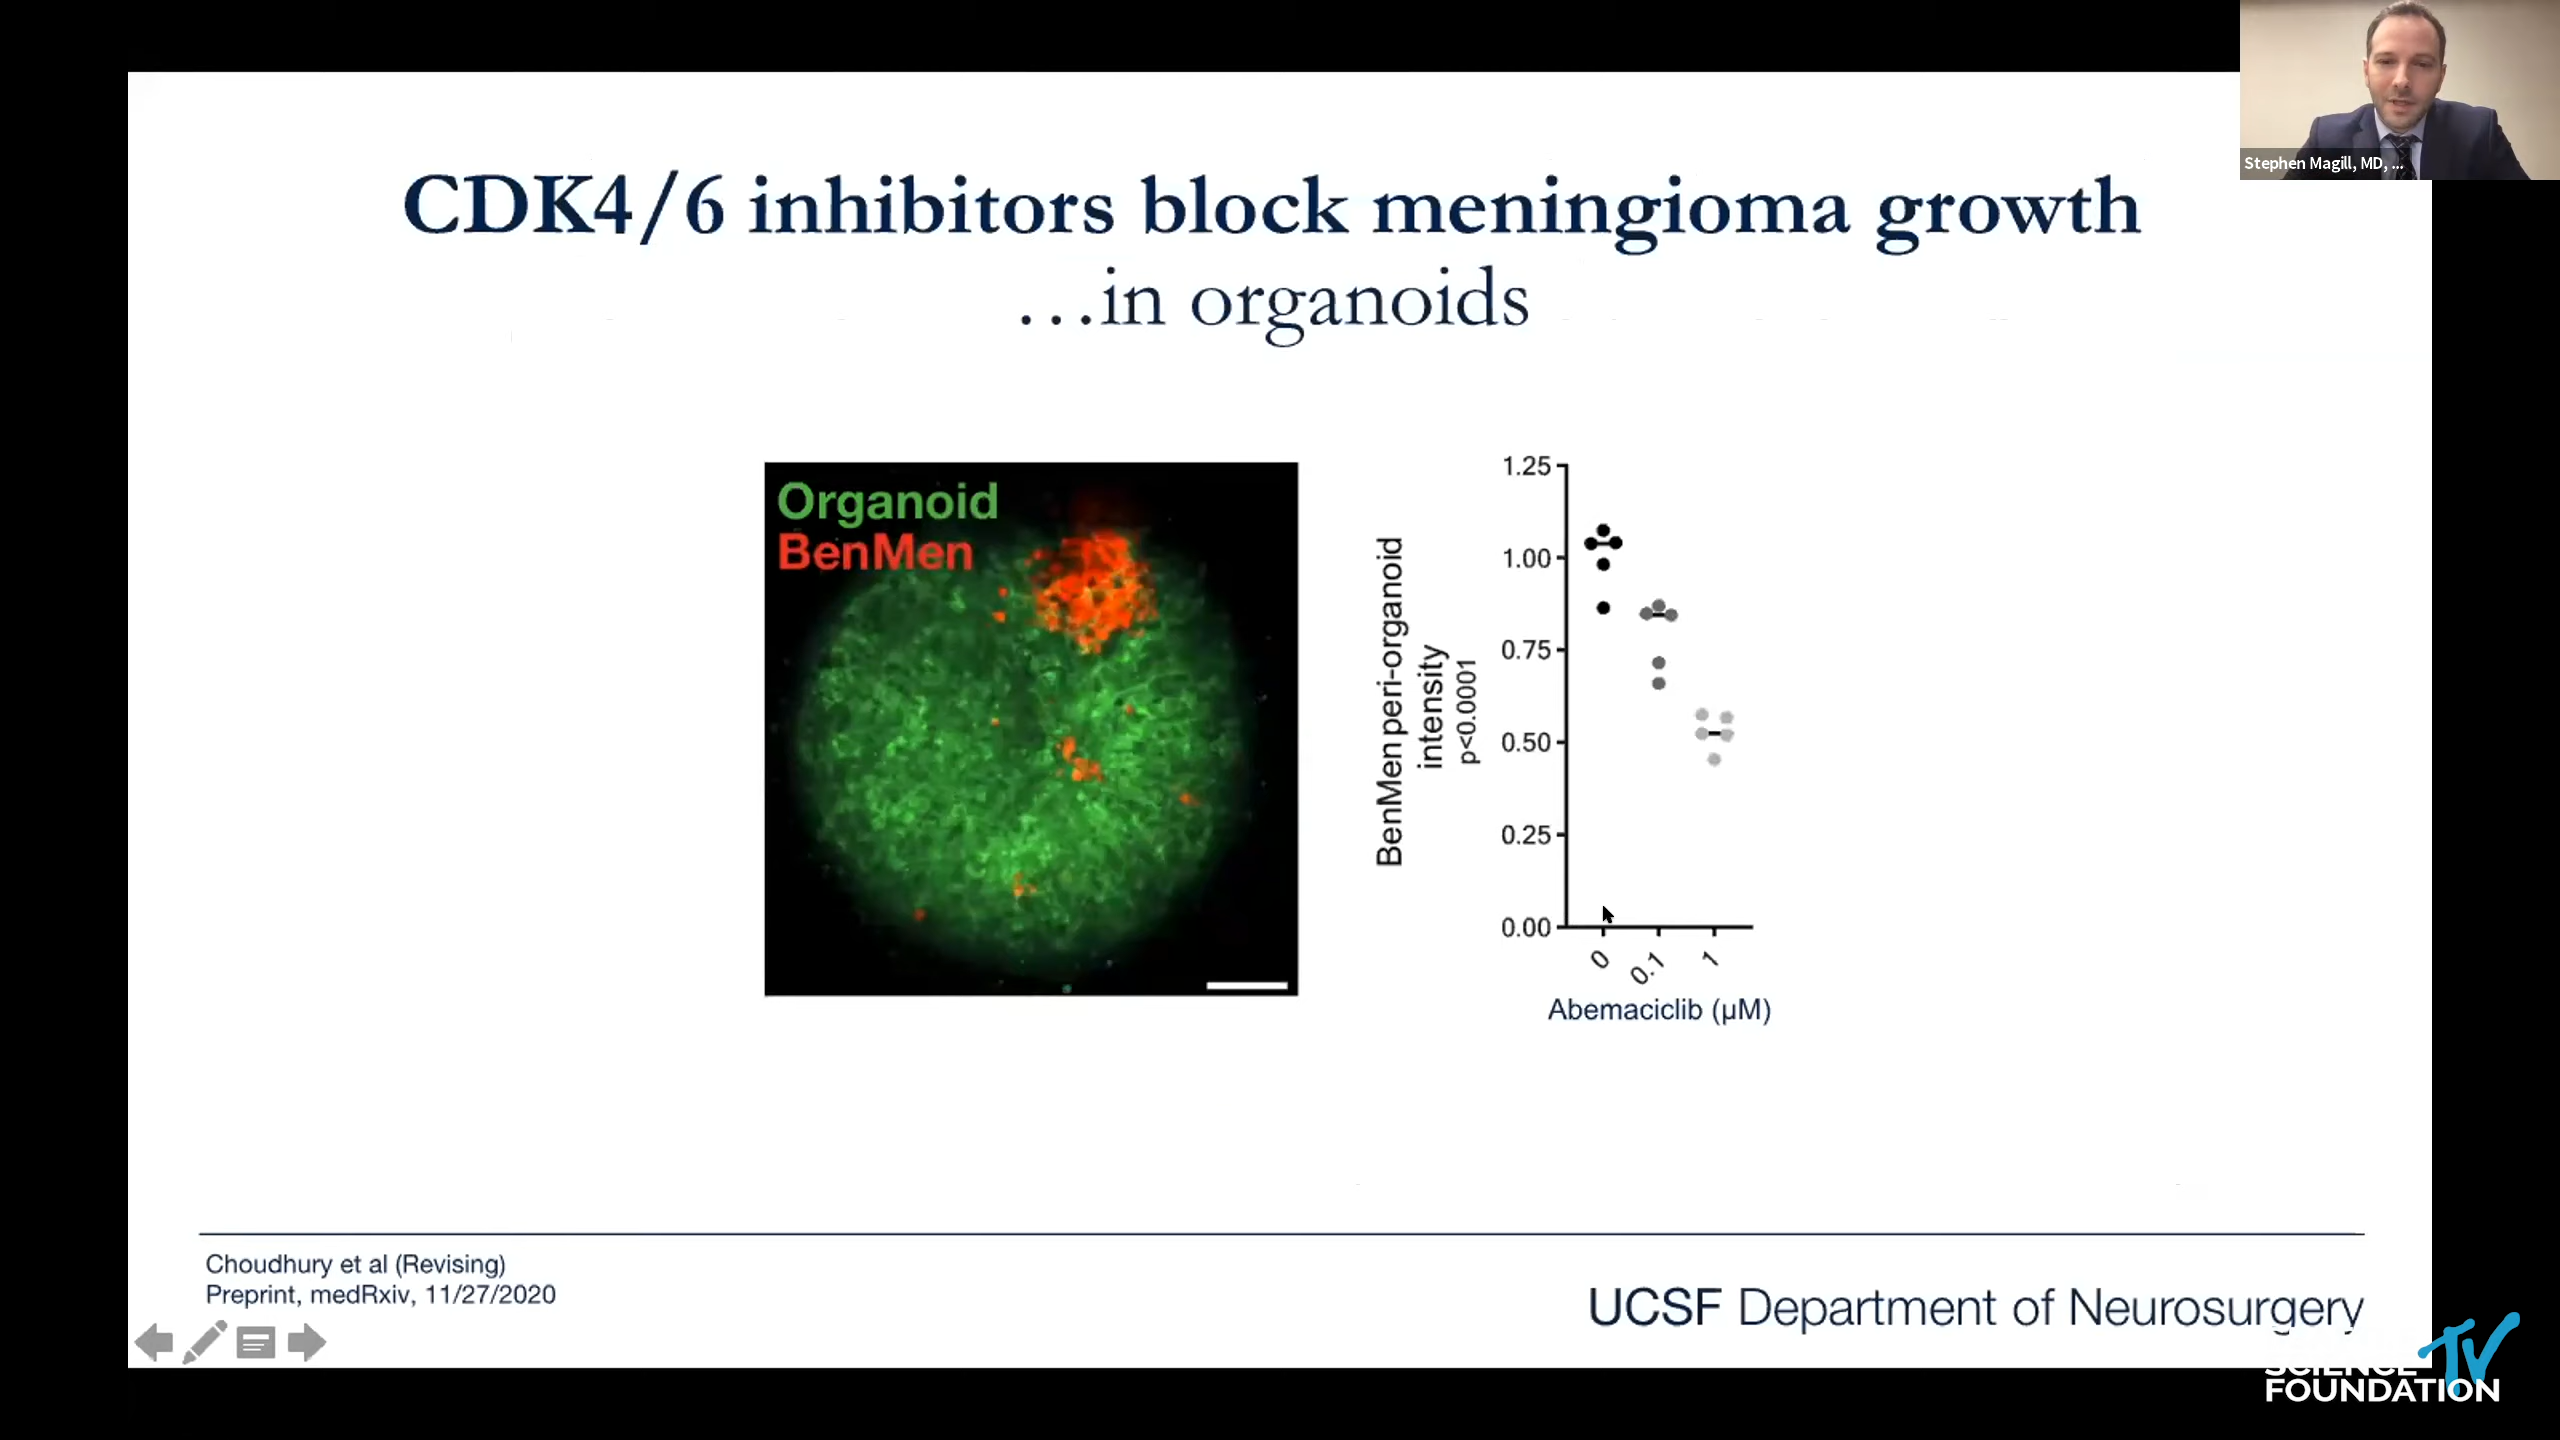 Stephen Magill, MD, ...
CDK4/6 inhibitors block meningioma growth
...in organoids
Organoid
BenMen
BenMen peri-organoid
intensity
p<0.0001
1.25
1.00
0.75
0.50
0.25
0.00
0
0.1
1
Abemaciclib (µM)
Choudhury et al (Revising)
Preprint, medRxiv, 11/27/2020
UCSF Department of Neurosurgery
SCIENCE TV
FOUNDATION